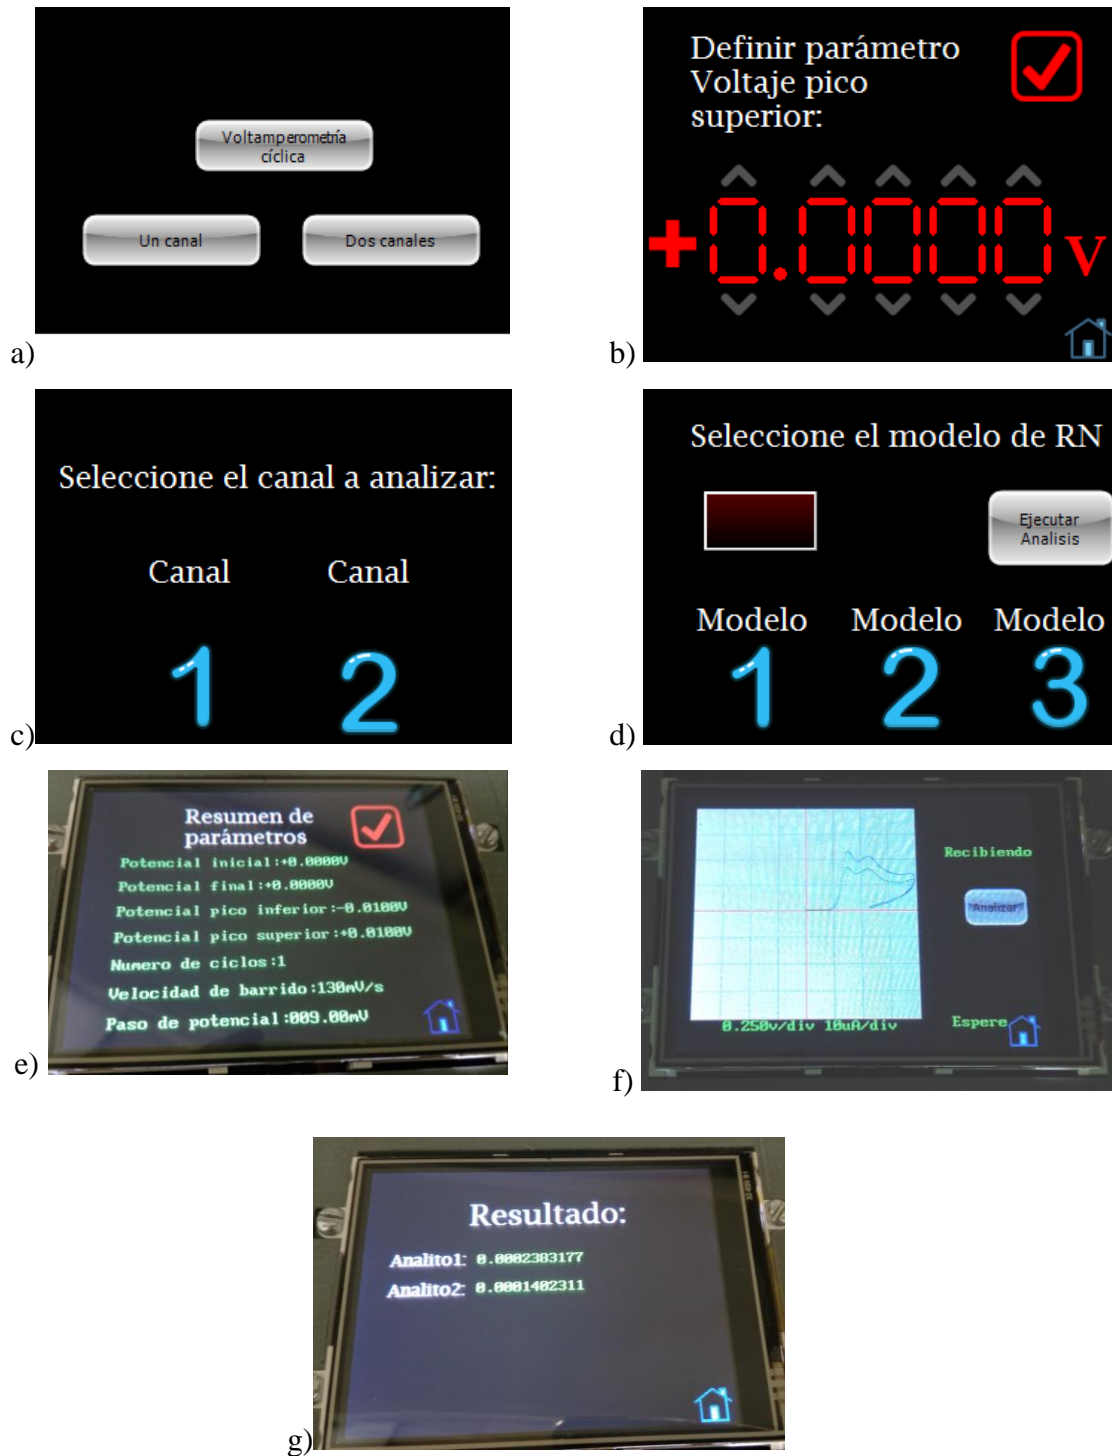 Voltamperometría
cíclica
Un canal
Dos canales
a)
Definir parámetro
Voltaje pico
superior:
+0.0000V
b)
Seleccione el canal a analizar:
Canal
Canal
1
2
c)
Seleccione el modelo de RN
Ejecutar
Analisis
Modelo
Modelo
Modelo
1
2
3
d)
Resumen de
parámetros
Potencial inicial:+0.0000V
Potencial final:+0.0000V
Potencial pico inferior:-0.0100V
Potencial pico superior:+0.0100V
Numero de ciclos:1
Velocidad de barrido:130mV/s
Paso de potencial:009.00mV
e)
Recibiendo
Analizar
0.250v/div 10uA/div
Espere
f)
Resultado:
Analito1: 0.0002383177
Analito2: 0.0001402311
g)